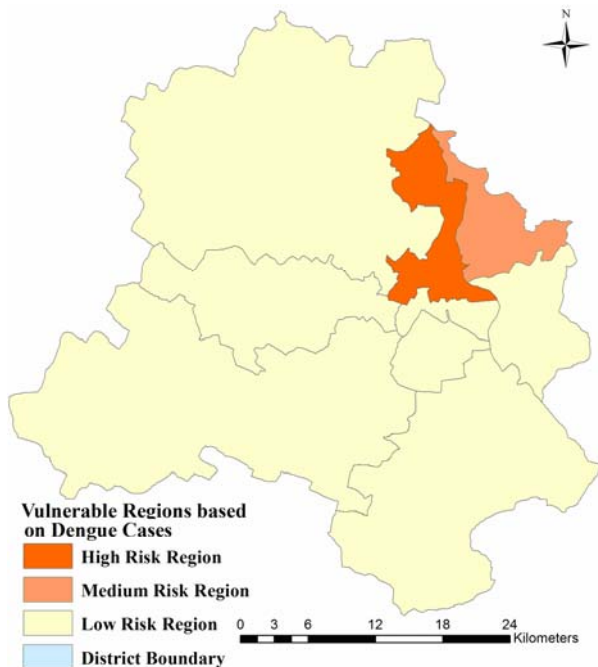 N
Vulnerable Regions based
on Dengue Cases
High Risk Region
Medium Risk Region
Low Risk Region
District Boundary
0 3 6 12 18 24
Kilometers